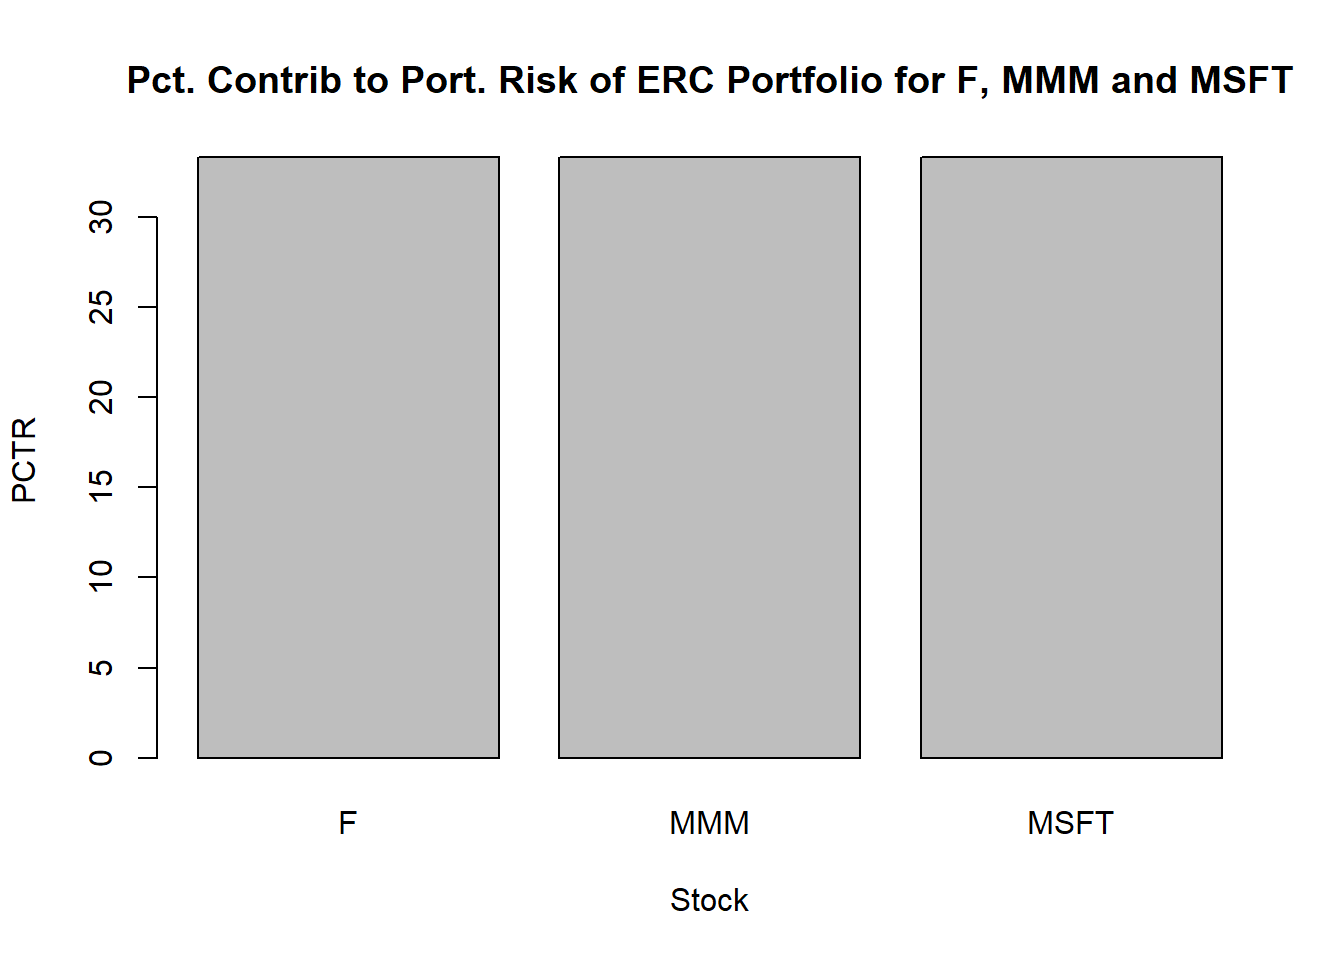 Pct. Contrib to Port. Risk of ERC Portfolio for F, MMM and MSFT
PCTR
30
25
20
15
10
5
0
F MMM MSFT
Stock